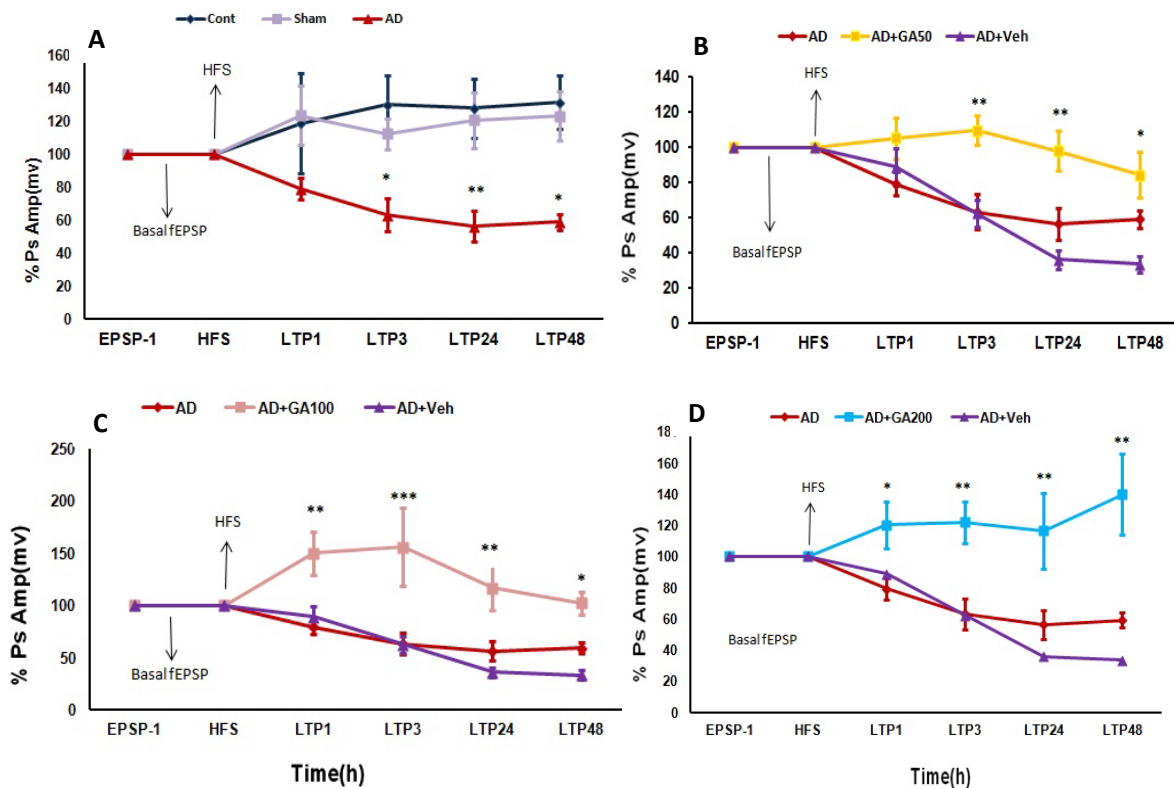 Cont Sham AD
A
160
140
120
100
80
60
40
20
0
% Ps Amp(mv)
HFS
Basal fEPSP
*
**
*
EPSP-1 HFS LTP1 LTP3 LTP24 LTP48
B
AD AD+GA50 AD+Veh
140
120
100
80
60
40
20
0
% Ps Amp(mv)
HFS
Basal fEPSP
**
**
*
EPSP-1 HFS LTP1 LTP3 LTP24 LTP48
C
AD AD+GA100 AD+Veh
250
200
150
100
50
0
% Ps Amp(mv)
HFS
Basal fEPSP
**
***
**
*
EPSP-1 HFS LTP1 LTP3 LTP24 LTP48
Time(h)
D
AD AD+GA200 AD+Veh
18
160
140
120
100
80
60
40
20
0
% Ps Amp(mv)
HFS
Basal fEPSP
*
**
**
**
EPSP-1 HFS LTP1 LTP3 LTP24 LTP48
Time(h)